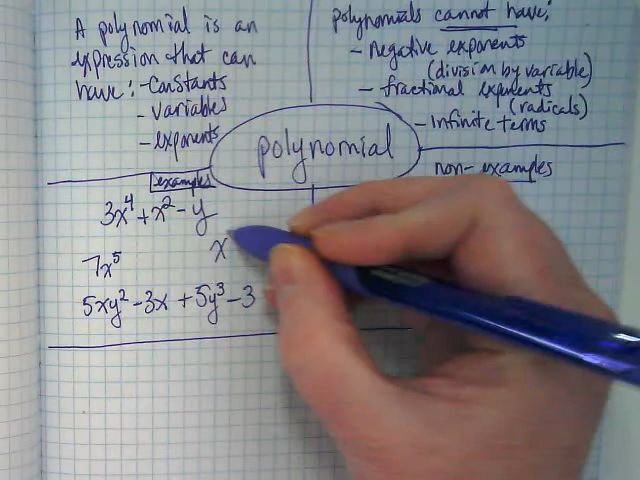 A polynomial is an
expression that can
have: - constants
- variables
- exponents
polynomials cannot have:
- negative exponents
(division by variable)
- fractional exponents
(radicals)
- infinite terms
polynomial
examples
3x⁴ + x² - y
7x⁵
x
5xy² - 3x + 5y³ - 3
non-examples